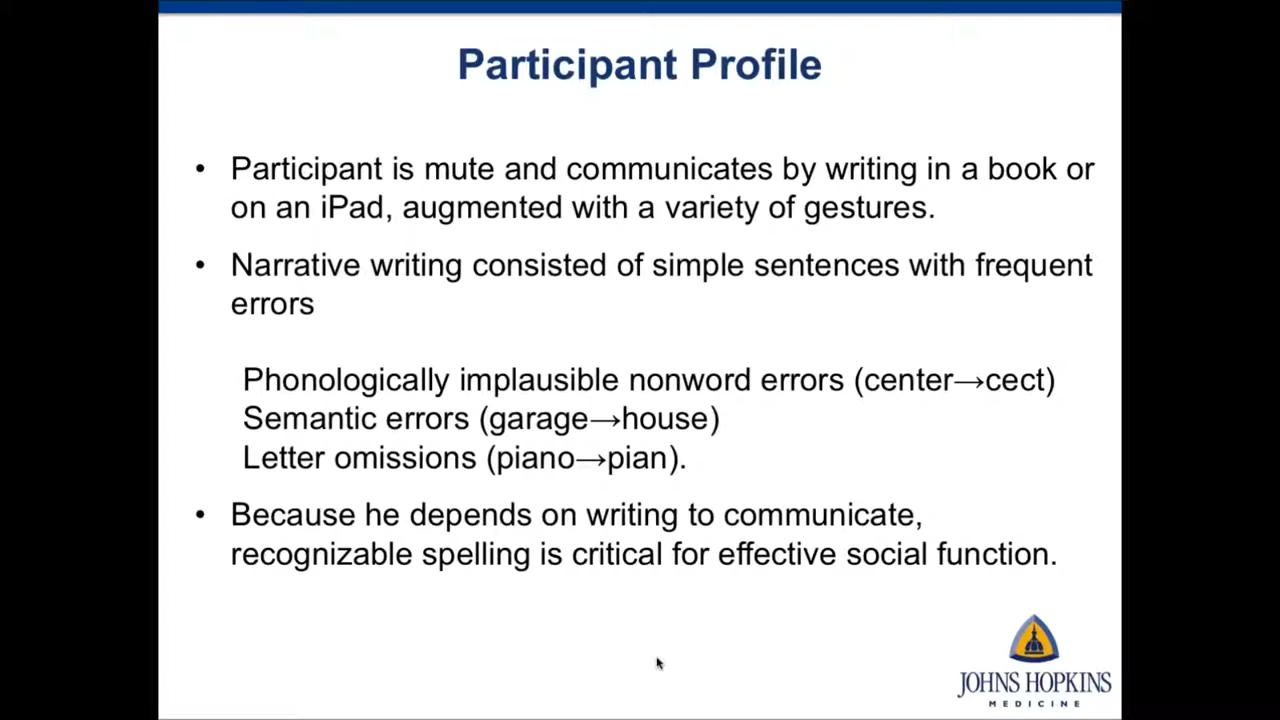 Participant Profile
• Participant is mute and communicates by writing in a book or
on an iPad, augmented with a variety of gestures.
• Narrative writing consisted of simple sentences with frequent
errors
Phonologically implausible nonword errors (center→cect)
Semantic errors (garage→house)
Letter omissions (piano→pian).
• Because he depends on writing to communicate,
recognizable spelling is critical for effective social function.
JOHNS HOPKINS
MEDICINE